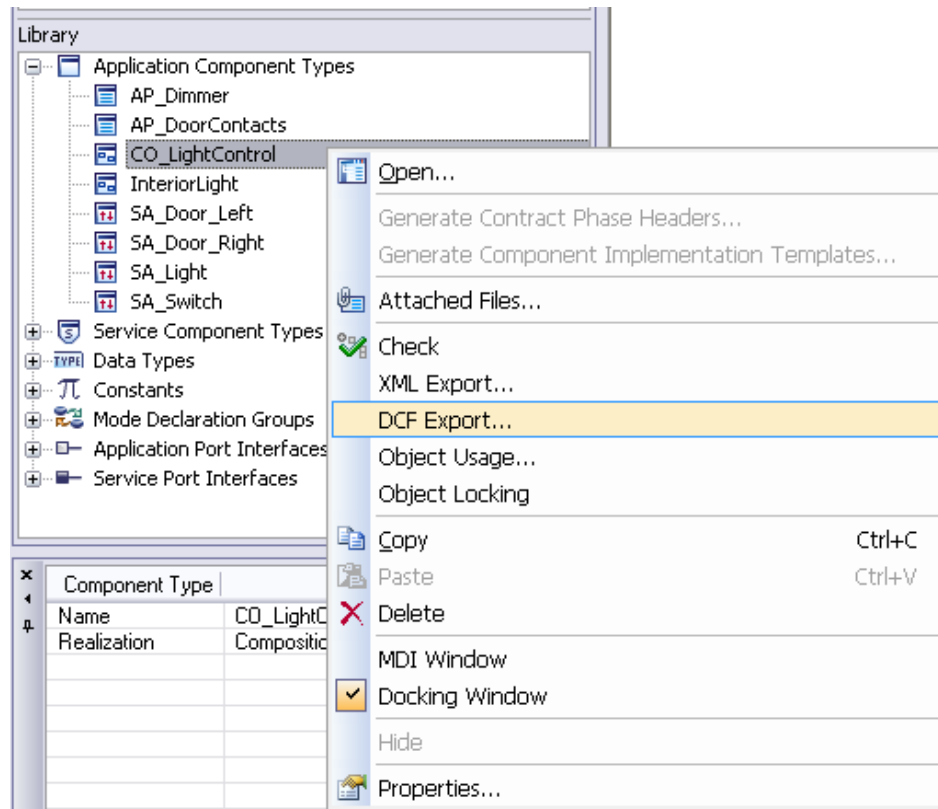 Library
Application Component Types
AP_Dimmer
AP_DoorContacts
CO_LightControl
InteriorLight
SA_Door_Left
SA_Door_Right
SA_Light
SA_Switch
Service Component Types
TYPE Data Types
Constants
Mode Declaration Groups
Application Port Interfaces
Service Port Interfaces
Open...
Generate Contract Phase Headers...
Generate Component Implementation Templates...
Attached Files...
Check
XML Export...
DCF Export...
Object Usage...
Object Locking
Copy Ctrl+C
Paste Ctrl+V
Delete
MDI Window
Docking Window
Hide
Properties...
Component Type
Name CO_LightC
Realization Compositic